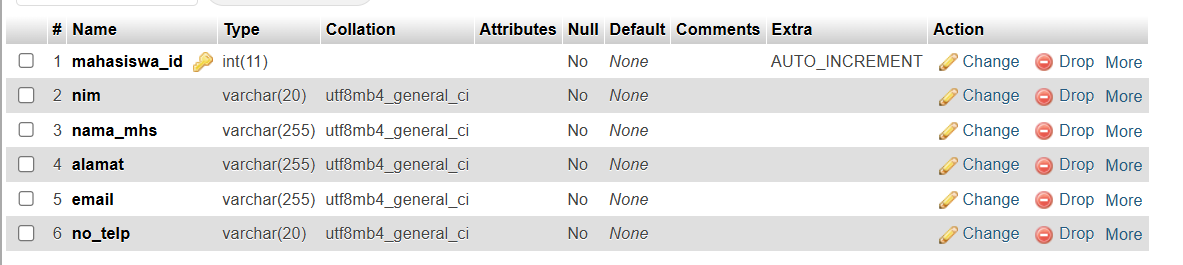 # Name Type Collation Attributes Null Default Comments Extra Action
1 mahasiswa_id int(11) No None AUTO_INCREMENT Change Drop More
2 nim varchar(20) utf8mb4_general_ci No None Change Drop More
3 nama_mhs varchar(255) utf8mb4_general_ci No None Change Drop More
4 alamat varchar(255) utf8mb4_general_ci No None Change Drop More
5 email varchar(255) utf8mb4_general_ci No None Change Drop More
6 no_telp varchar(20) utf8mb4_general_ci No None Change Drop More